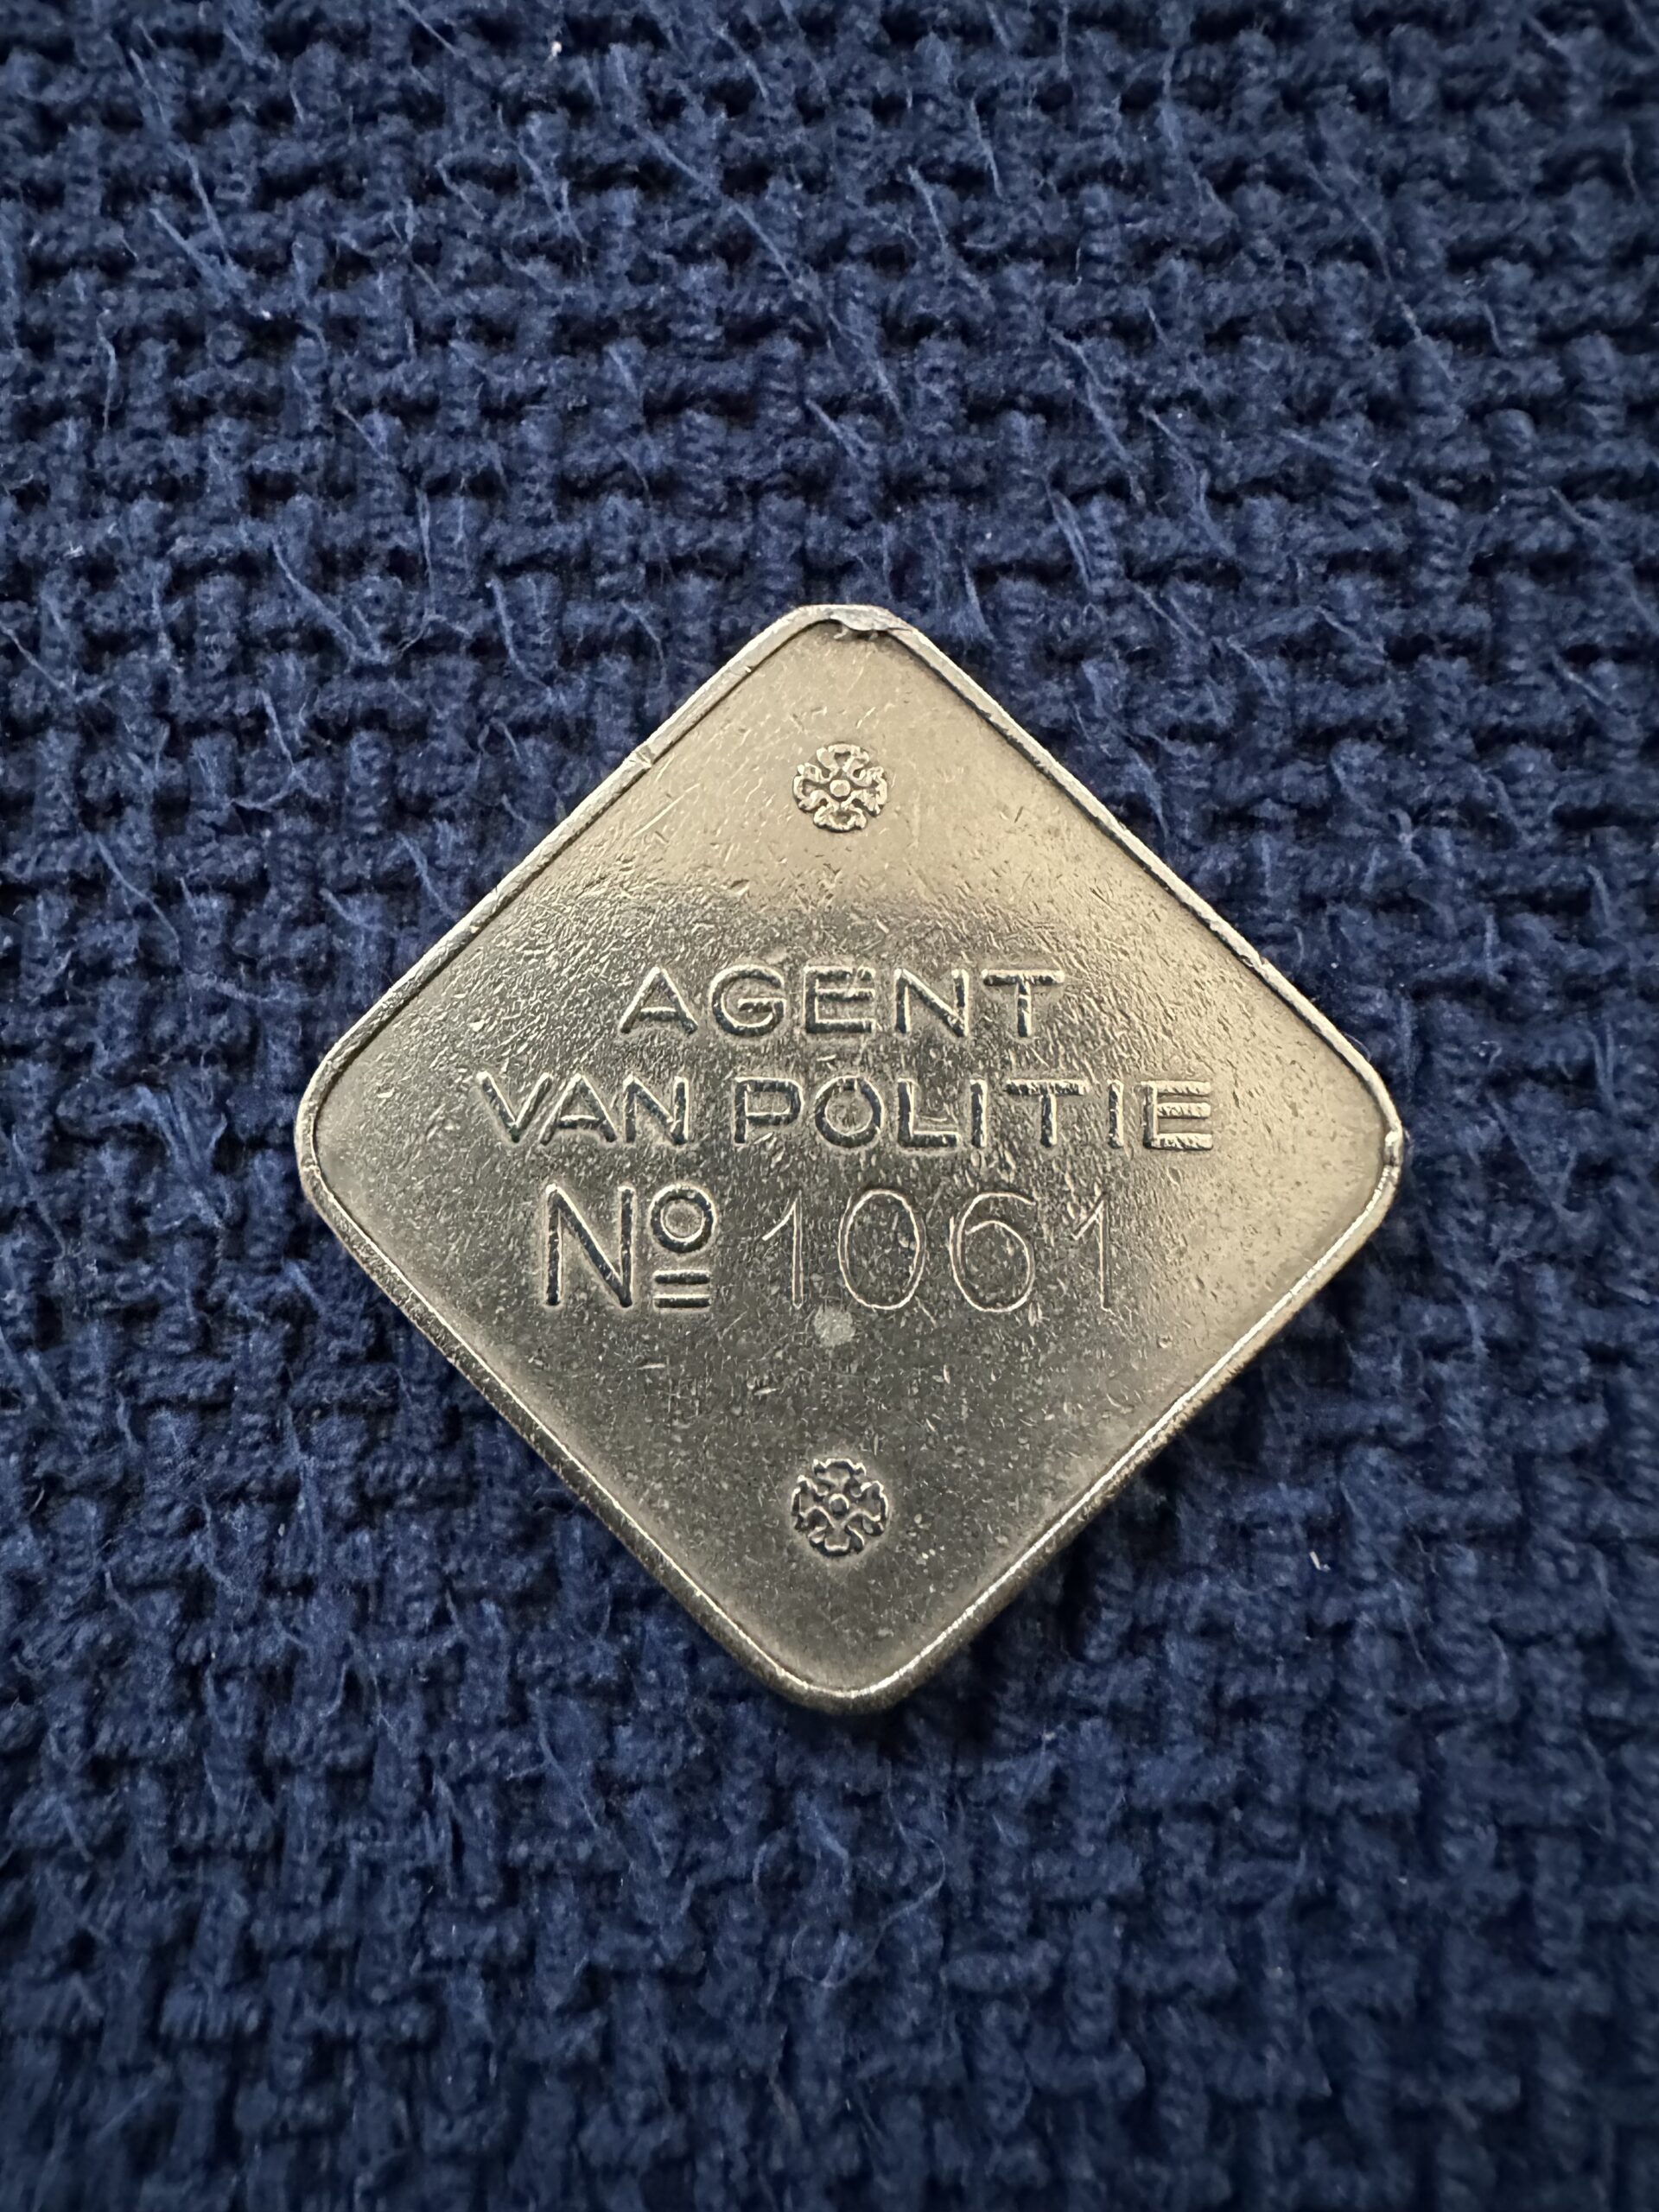 AGENT
VAN POLITIE
Nº 1061